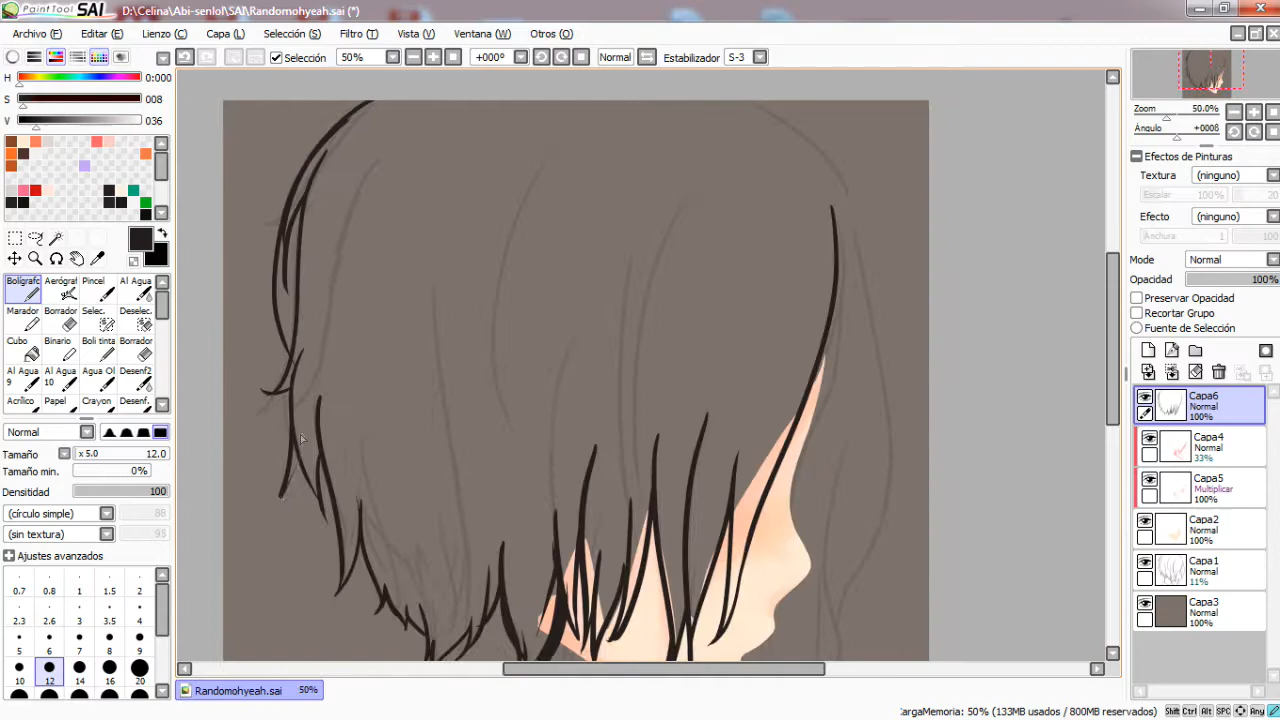 PaintTool SAI D:\Celina\Abi-senlol\SAI\Randomohyeah.sai (*)
Archivo (F) Editar (E) Lienzo (C) Capa (L) Selección (S) Filtro (T) Vista (V) Ventana (W) Otros (O)
Selección 50% +000º Normal Estabilizador S-3
H 0:000
S 008
V 036
Bolígrafo Aerógraf Pincel Al Agua
Marador Borrador Selec. Deselec.
Cubo Binario Boli tinta Borrador
Al Agua 9 Al Agua 10 Agua Ol Desenf2
Acrílico Papel Crayon Desenf.
Normal
Tamaño x 5.0 12.0
Tamaño min. 0%
Densidad 100
(círculo simple) 88
(sin textura) 95
Ajustes avanzados
0.7 0.8 1 1.5 2
2.3 2.6 3 3.5 4
5 6 7 8 9
10 12 14 16 20
Zoom 50.0%
Ángulo +000ß
Efectos de Pinturas
Textura (ninguno)
Escalar 100% 20
Efecto (ninguno)
Anchura 1 100
Mode Normal
Opacidad 100%
Preservar Opacidad
Recortar Grupo
Fuente de Selección
Capa6
Normal
100%
Capa4
Normal
33%
Capa5
Multiplicar
100%
Capa2
Normal
100%
Capa1
Normal
11%
Capa3
Normal
100%
Randomohyeah.sai 50%
CargaMemoria: 50% (133MB usados / 800MB reservados) Shift Ctrl Alt SPC Any